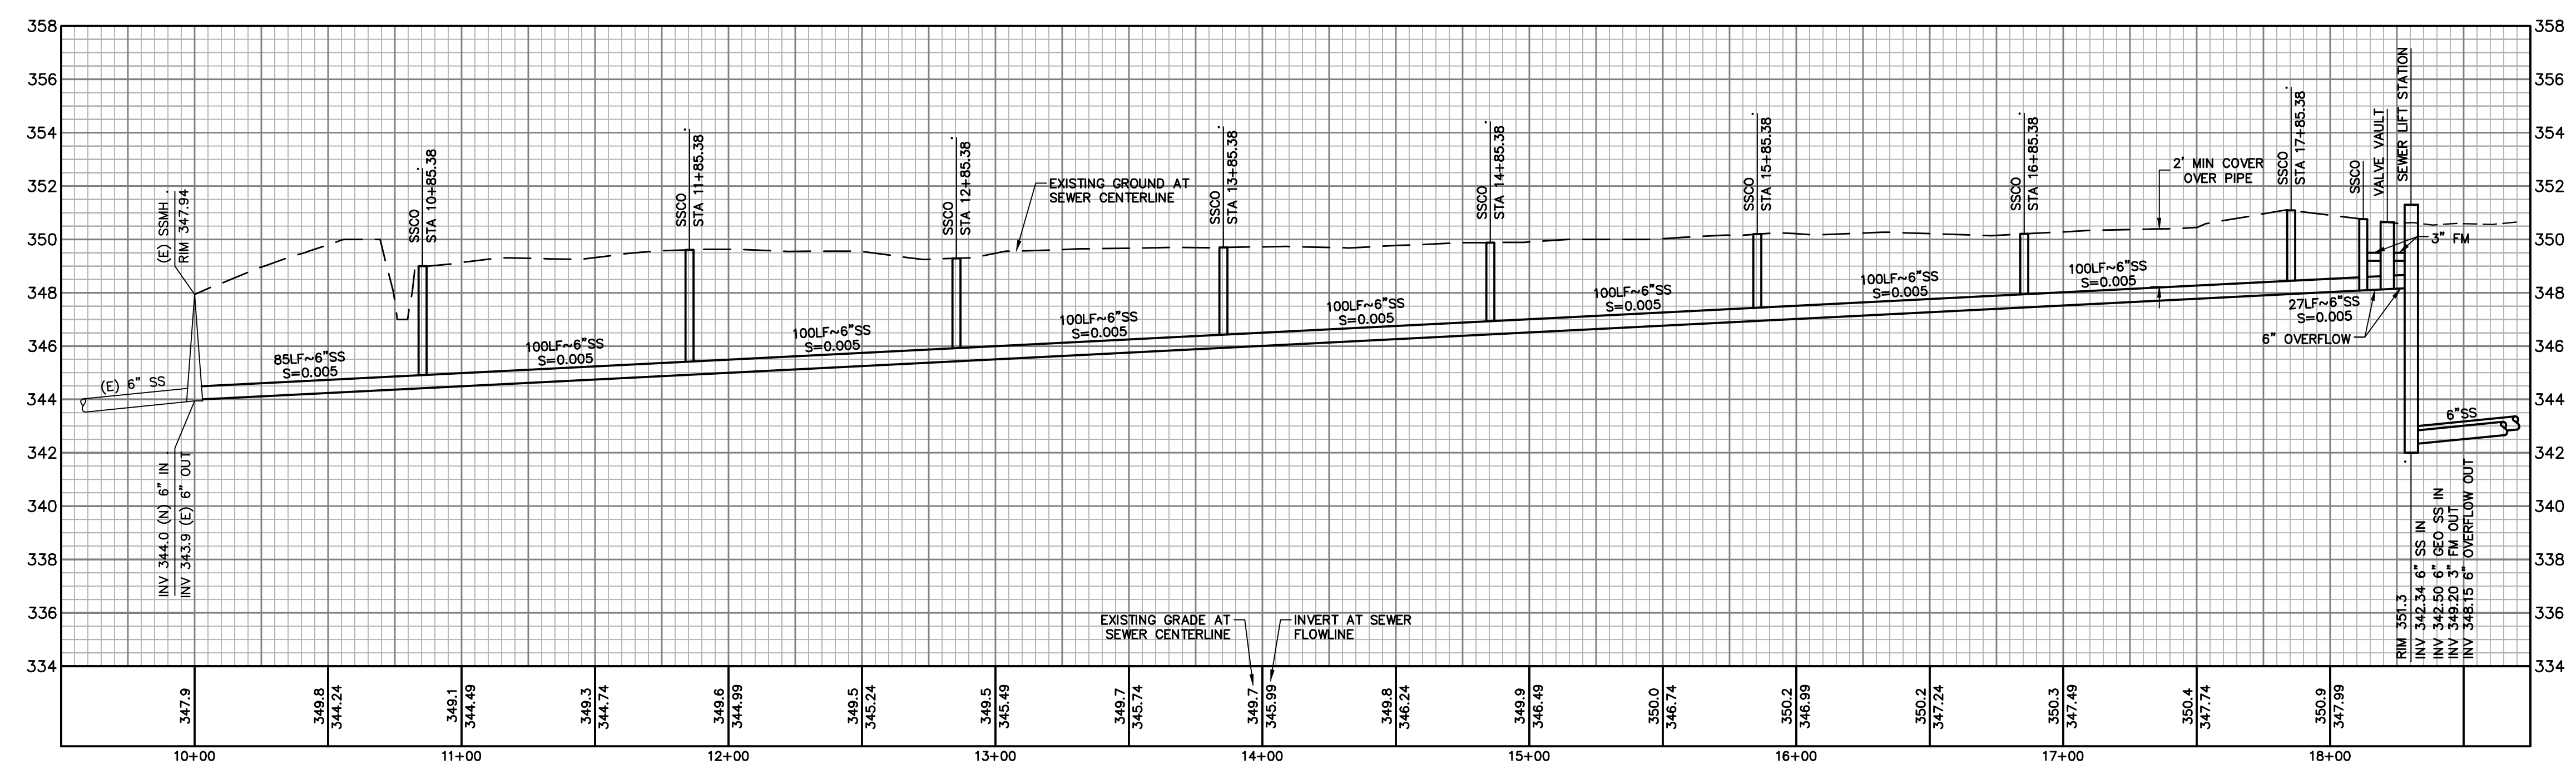 358
356
354
352
350
348
346
344
342
340
338
336
334
358
356
354
352
350
348
346
344
342
340
338
336
334
(E) SSMH
RIM 347.94
(E) 6" SS
INV 344.0 (N) 6" IN
INV 343.9 (E) 6" OUT
85LF~6"SS
S=0.005
SSCO
STA 10+85.38
100LF~6"SS
S=0.005
SSCO
STA 11+85.38
100LF~6"SS
S=0.005
SSCO
STA 12+85.38
EXISTING GROUND AT
SEWER CENTERLINE
100LF~6"SS
S=0.005
SSCO
STA 13+85.38
100LF~6"SS
S=0.005
SSCO
STA 14+85.38
100LF~6"SS
S=0.005
SSCO
STA 15+85.38
100LF~6"SS
S=0.005
SSCO
STA 16+85.38
100LF~6"SS
S=0.005
2' MIN COVER
OVER PIPE
SSCO
STA 17+85.38
SSCO
VALVE VAULT
SEWER LIFT STATION
3" FM
27LF~6"SS
S=0.005
6" OVERFLOW
6"SS
RIM 351.3
INV 342.34 6" SS IN
INV 342.50 6" GEO SS IN
INV 349.20 3" FM OUT
INV 348.15 6" OVERFLOW OUT
EXISTING GRADE AT
SEWER CENTERLINE
INVERT AT SEWER
FLOWLINE
347.9
349.8
344.24
349.1
344.49
349.3
344.74
349.6
344.99
349.5
345.24
349.5
345.49
349.7
345.74
349.7
345.99
349.8
346.24
349.9
346.49
350.0
346.74
350.2
346.99
350.2
347.24
350.3
347.49
350.4
347.74
350.9
347.99
10+00
11+00
12+00
13+00
14+00
15+00
16+00
17+00
18+00